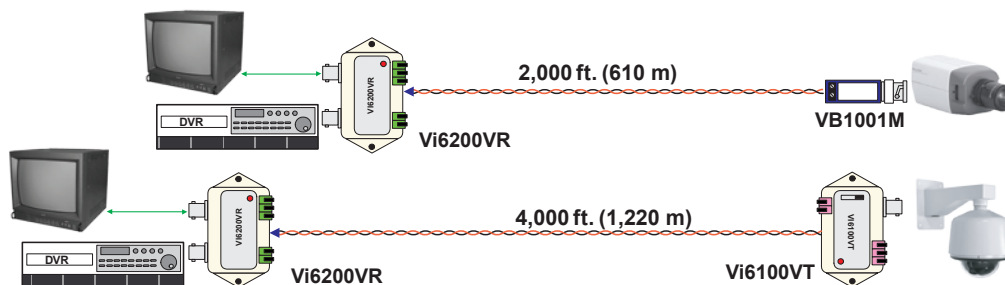 2,000 ft. (610 m)
VI6200VR
DVR
VB1001M
Vi6200VR
4,000 ft. (1,220 m)
VI6200VR
VI6100VT
DVR
Vi6200VR
Vi6100VT